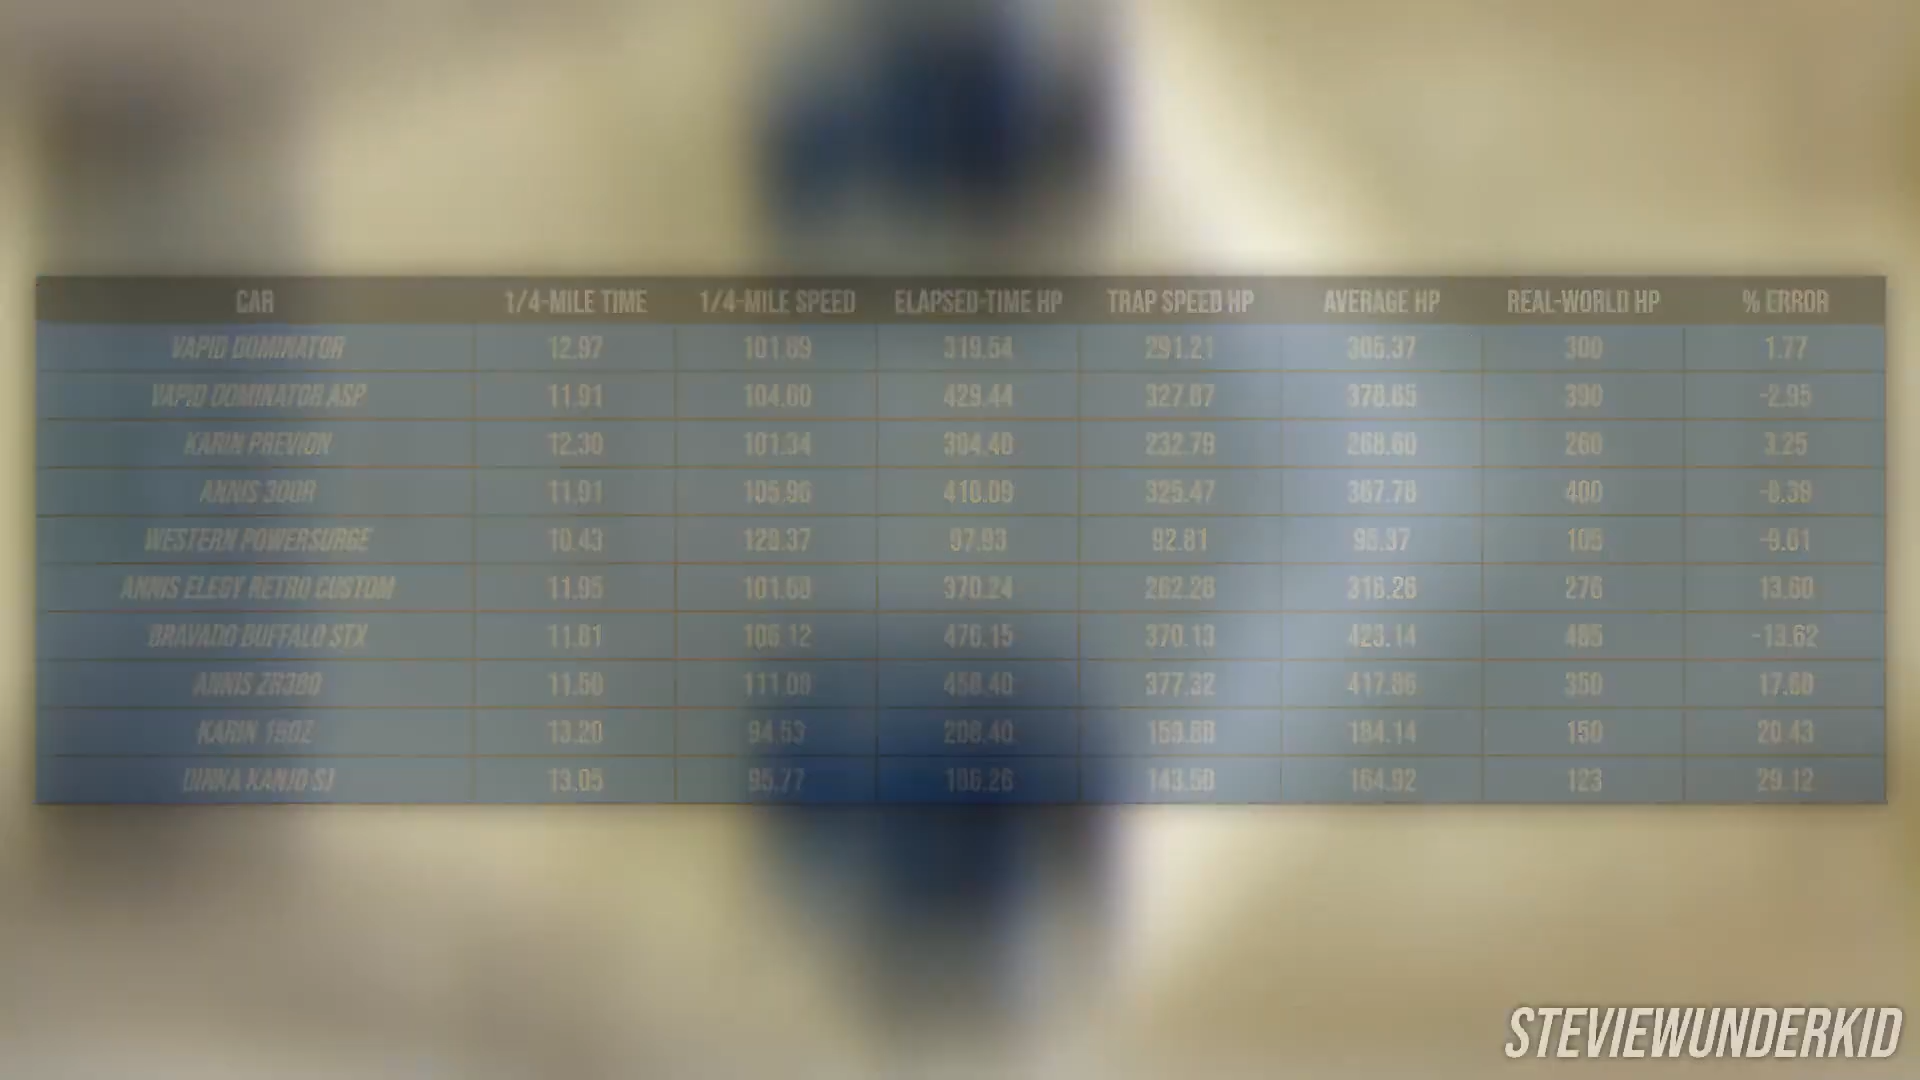 CAR 1/4-MILE TIME 1/4-MILE SPEED ELAPSED-TIME HP TRAP SPEED HP AVERAGE HP REAL-WORLD HP % ERROR
VAPID DOMINATOR 12.97 101.89 319.54 291.21 305.37 300 1.77
VAPID DOMINATOR ASP 11.91 104.60 429.44 327.87 378.65 390 -2.95
KARIN PREVION 12.30 101.34 304.40 232.79 268.60 260 3.25
ANNIS 300R 11.91 105.96 410.09 325.47 367.78 400 -8.39
WESTERN POWERSURGE 10.43 128.37 97.93 92.81 95.37 105 -9.61
ANNIS ELEGY RETRO CUSTOM 11.95 101.68 370.24 262.28 316.26 276 13.60
BRAVADO BUFFALO STX 11.81 106.12 476.15 370.13 423.14 485 -13.62
ANNIS ZR380 11.50 111.08 458.40 377.32 417.86 350 17.68
KARIN 190Z 13.20 94.53 208.40 159.88 184.14 150 20.43
DINKA KANJO SJ 13.05 95.77 186.26 143.58 164.92 123 29.12
STEVIEWUNDERKID